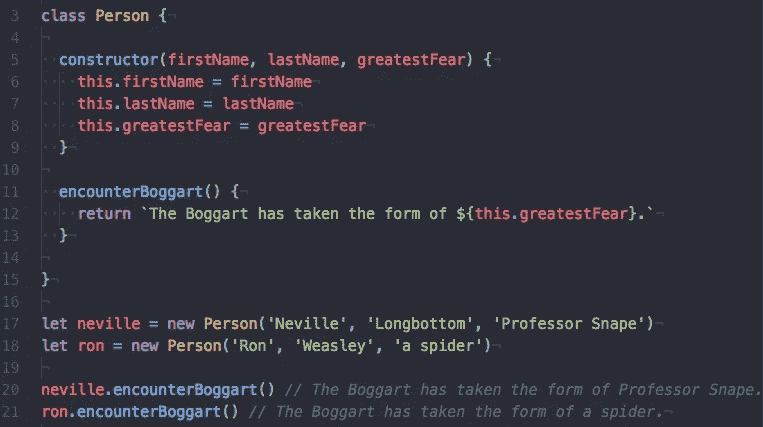 3 class Person {
4
5 constructor(firstName, lastName, greatestFear) {
6 this.firstName = firstName
7 this.lastName = lastName
8 this.greatestFear = greatestFear
9 }
10
11 encounterBoggart() {
12 return `The Boggart has taken the form of ${this.greatestFear}.`
13 }
14
15 }
16
17 let neville = new Person('Neville', 'Longbottom', 'Professor Snape')
18 let ron = new Person('Ron', 'Weasley', 'a spider')
19
20 neville.encounterBoggart() // The Boggart has taken the form of Professor Snape.
21 ron.encounterBoggart() // The Boggart has taken the form of a spider.